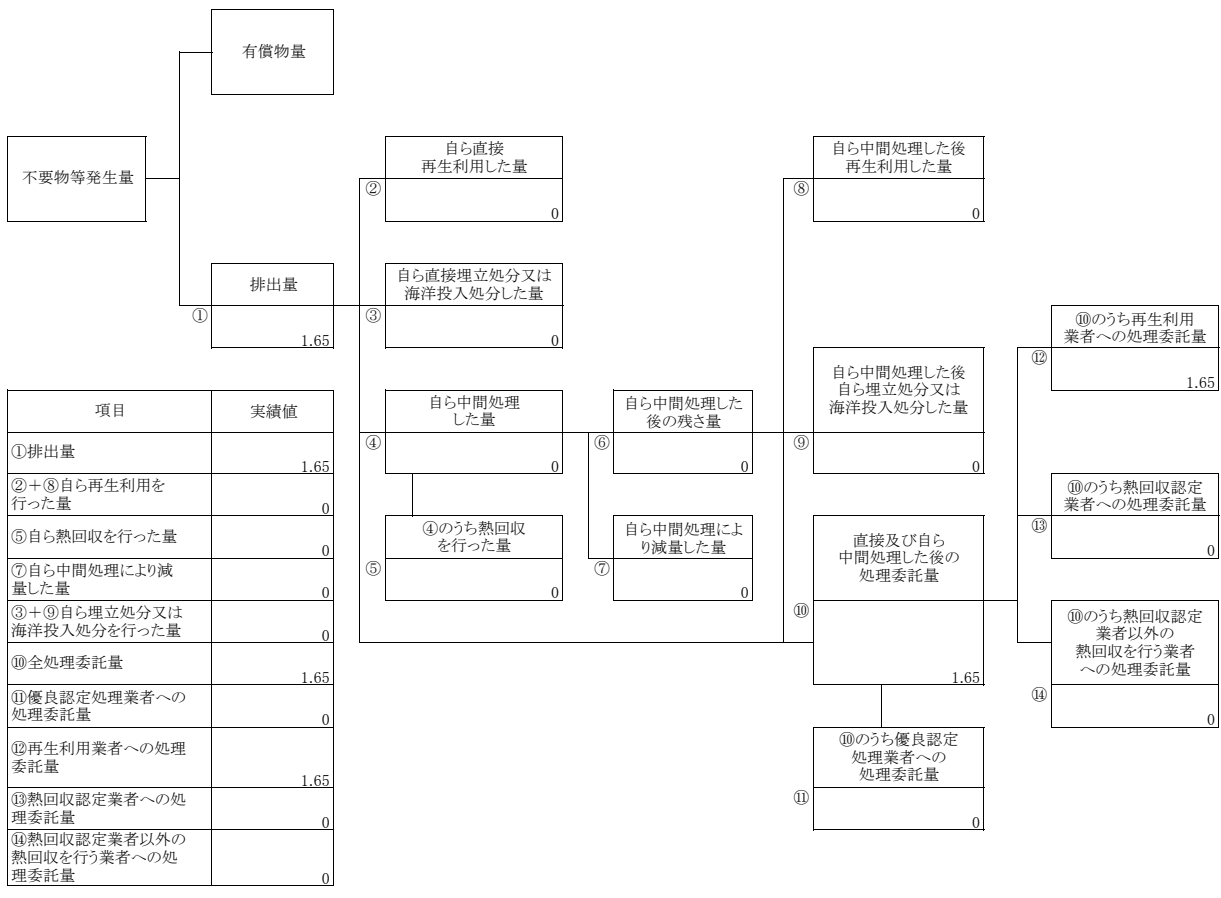 有償物量
不要物等発生量
自ら直接
再生利用した量
②
0
自ら中間処理した後
再生利用した量
⑧
0
排出量
①
1.65
自ら直接埋立処分又は
海洋投入処分した量
③
0
⑩のうち再生利用
業者への処理委託量
⑫
1.65
自ら中間処理
した量
④
0
自ら中間処理した
後の残さ量
⑥
0
自ら中間処理した後
自ら埋立処分又は
海洋投入処分した量
⑨
0
⑩のうち熱回収認定
業者への処理委託量
⑬
0
④のうち熱回収
を行った量
⑤
0
自ら中間処理によ
り減量した量
⑦
0
直接及び自ら
中間処理した後の
処理委託量
⑩
1.65
⑩のうち熱回収認定
業者以外の
熱回収を行う業者
への処理委託量
⑭
0
⑩のうち優良認定
処理業者への
処理委託量
⑪
0
項目 実績値
①排出量
1.65
②＋⑧自ら再生利用を
行った量
0
⑤自ら熱回収を行った量
0
⑦自ら中間処理により減
量した量
0
③＋⑨自ら埋立処分又は
海洋投入処分を行った量
0
⑩全処理委託量
1.65
⑪優良認定処理業者への
処理委託量
0
⑫再生利用業者への処理
委託量
1.65
⑬熱回収認定業者への処
理委託量
0
⑭熱回収認定業者以外の
熱回収を行う業者への処
理委託量
0